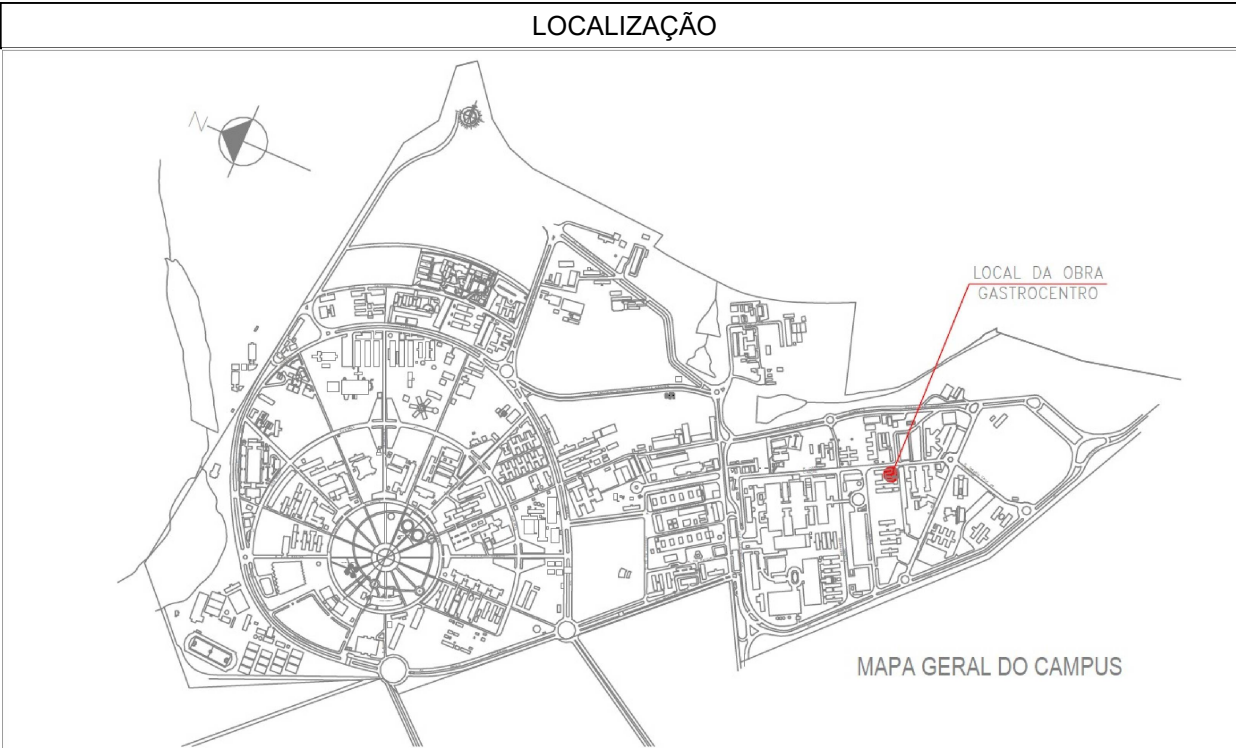 LOCALIZAÇÃO
N
LOCAL DA OBRA
GASTROCENTRO
MAPA GERAL DO CAMPUS